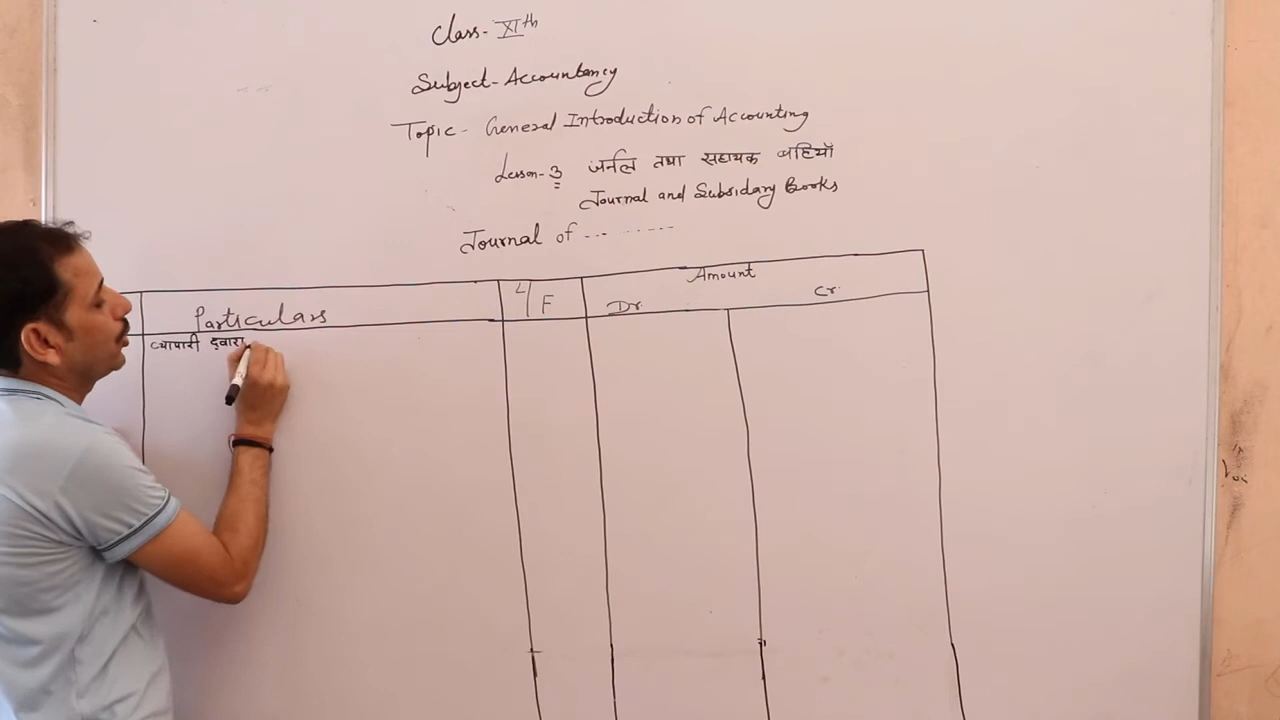 Class - XIth
Subject - Accountancy
Topic - General Introduction of Accounting
Lesson - 3 जर्नल तथा सहायक बहियाँ
Journal and Subsidary Books
Journal of ... .......
Particulars L/F Amount
Dr. Cr.
व्यापारी द्वारा